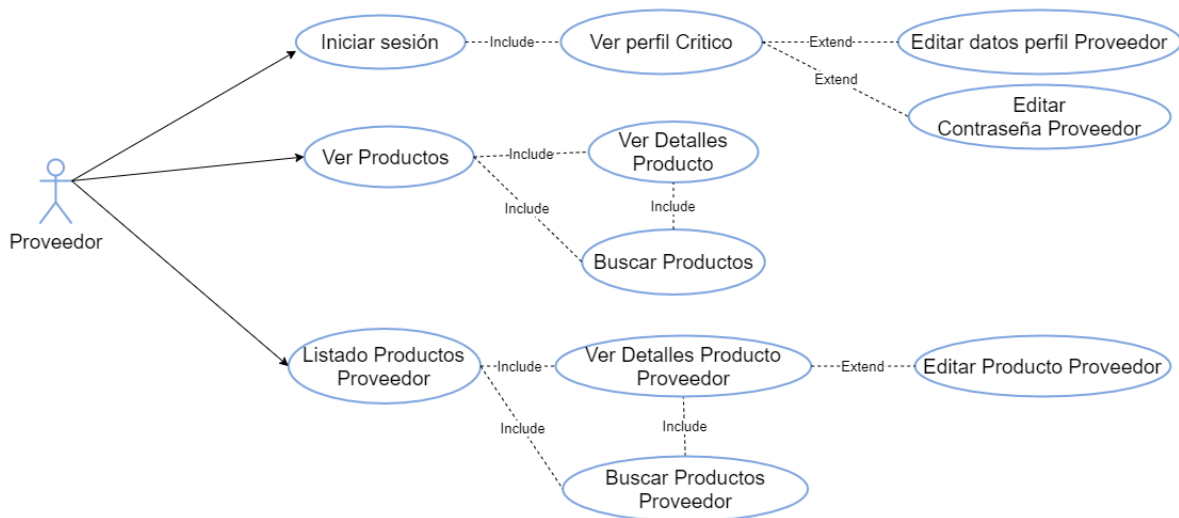 Iniciar sesión
Include
Ver perfil Critico
Extend
Editar datos perfil Proveedor
Extend
Editar
Contraseña Proveedor
Ver Productos
Include
Ver Detalles
Producto
Include
Include
Buscar Productos
Proveedor
Listado Productos
Proveedor
Include
Ver Detalles Producto
Proveedor
Extend
Editar Producto Proveedor
Include
Include
Buscar Productos
Proveedor